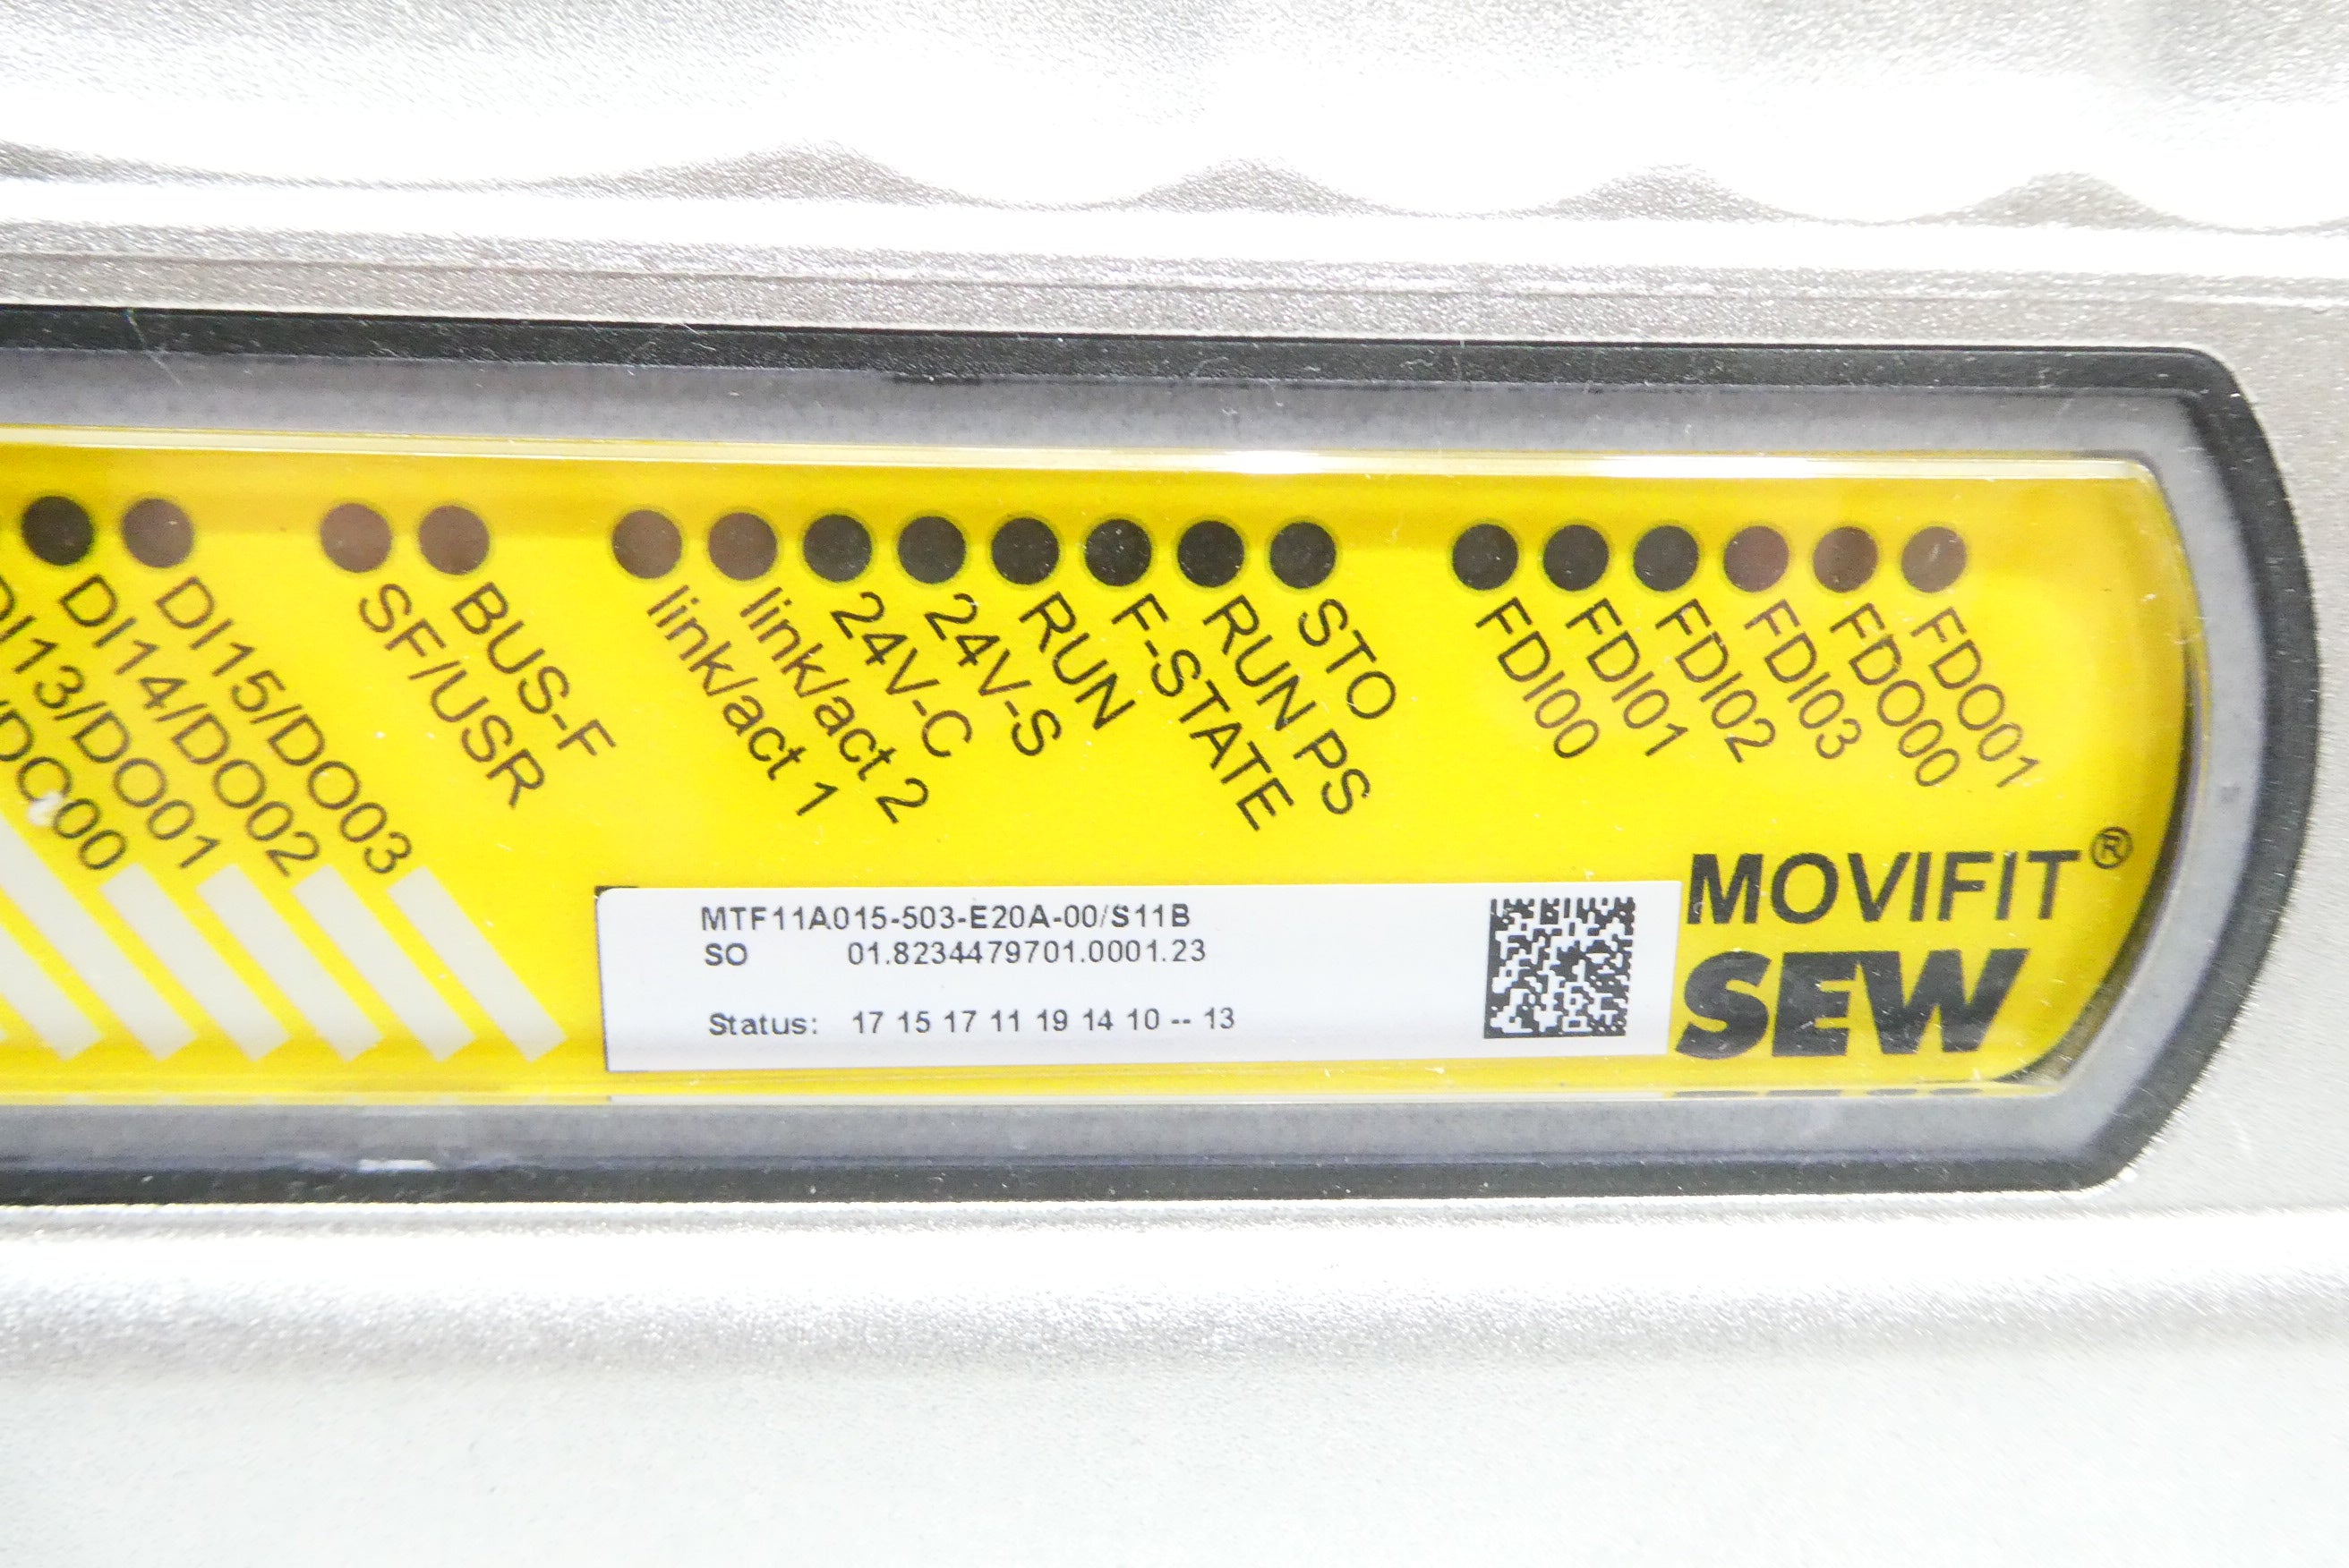 DI13/DO01
DI14/DO02
DI15/DO03
SF/USR
BUS-F
link/act 1
link/act 2
24V-C
24V-S
RUN
F-STATE
RUN PS
STO
FDI00
FDI01
FDI02
FDI03
FDO00
FDO01
MOVIFIT®
SEW
MTF11A015-503-E20A-00/S11B
SO 01.8234479701.0001.23
Status: 17 15 17 11 19 14 10 -- 13